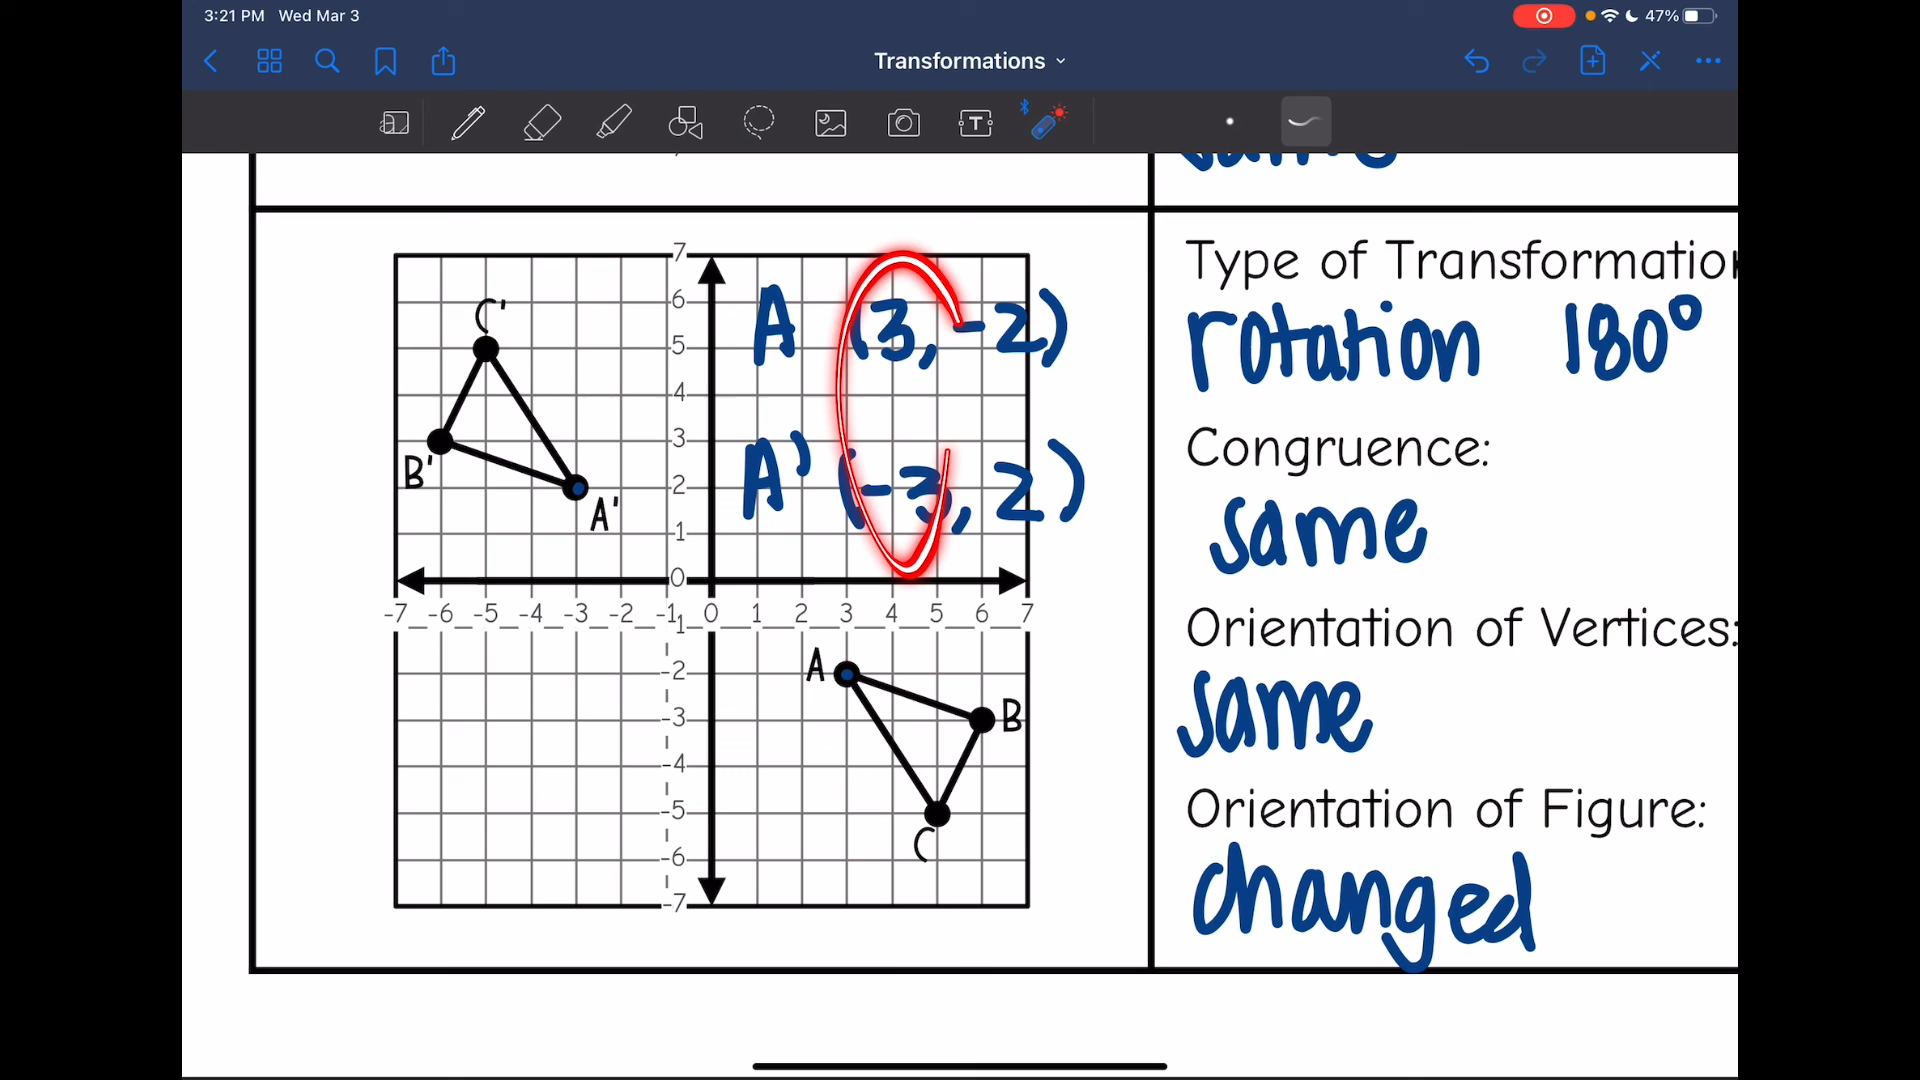 3:21 PM Wed Mar 3
47%
Transformations
T
7
6
5
4
3
2
1
0
C'
B'
A'
A (3, -2)
A' (-3, 2)
-7 -6 -5 -4 -3 -2 -1 0 1 2 3 4 5 6 7
-1
-2
-3
-4
-5
-6
-7
A
B
C
Type of Transformation
rotation 180°
Congruence:
same
Orientation of Vertices:
same
Orientation of Figure:
changed